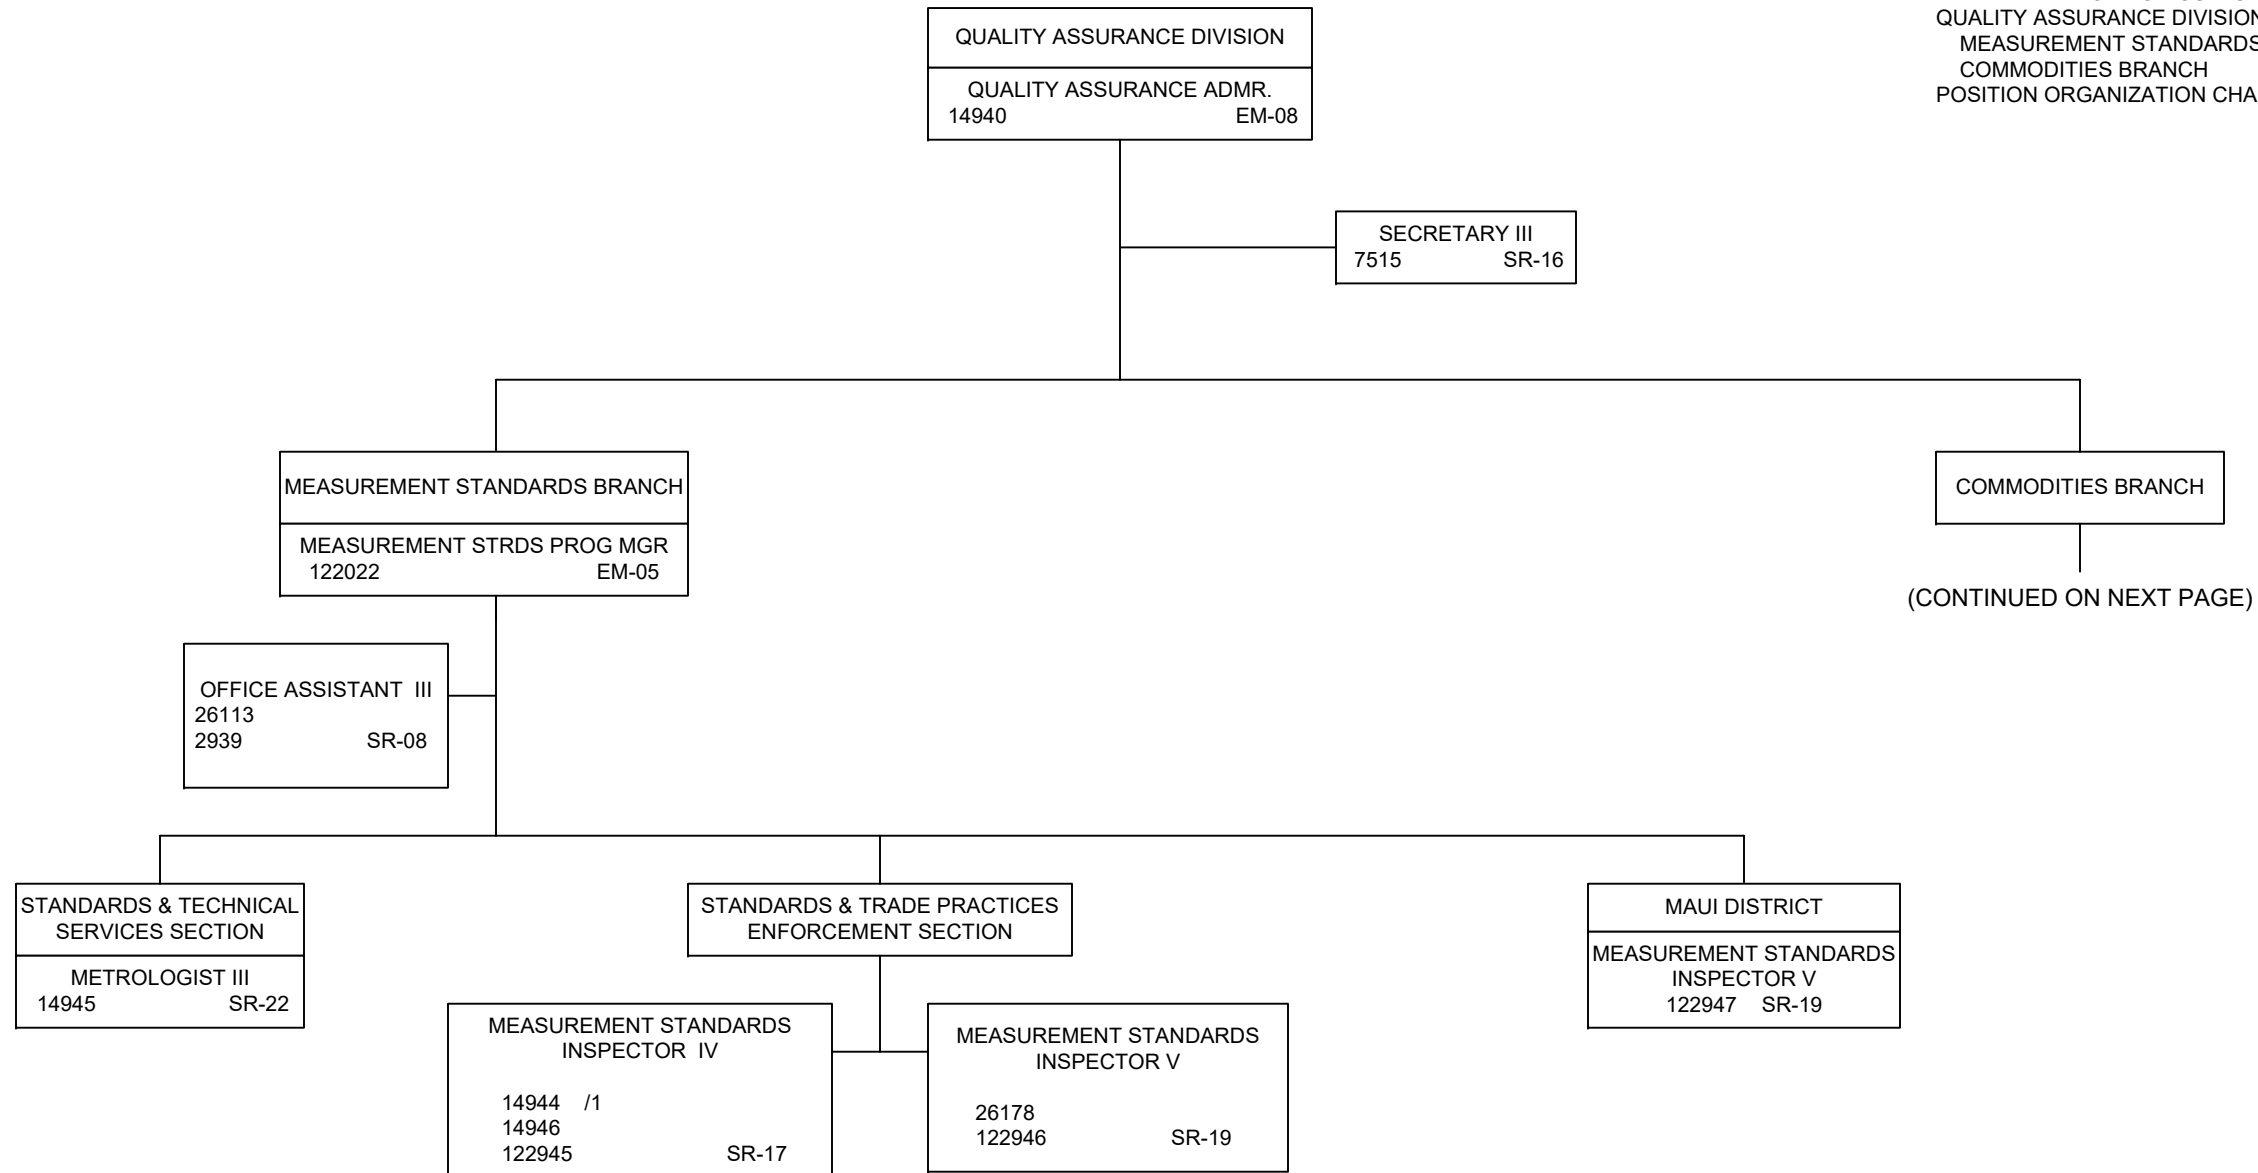 QUALITY ASSURANCE DIVISION
MEASUREMENT STANDARDS
COMMODITIES BRANCH
POSITION ORGANIZATION CHA
QUALITY ASSURANCE DIVISION
QUALITY ASSURANCE ADMR.
14940 EM-08
SECRETARY III
7515 SR-16
MEASUREMENT STANDARDS BRANCH
MEASUREMENT STRDS PROG MGR
122022 EM-05
COMMODITIES BRANCH
(CONTINUED ON NEXT PAGE)
OFFICE ASSISTANT III
26113
2939 SR-08
STANDARDS & TECHNICAL
SERVICES SECTION
METROLOGIST III
14945 SR-22
STANDARDS & TRADE PRACTICES
ENFORCEMENT SECTION
MEASUREMENT STANDARDS
INSPECTOR IV
14944 /1
14946
122945 SR-17
MEASUREMENT STANDARDS
INSPECTOR V
26178
122946 SR-19
MAUI DISTRICT
MEASUREMENT STANDARDS
INSPECTOR V
122947 SR-19